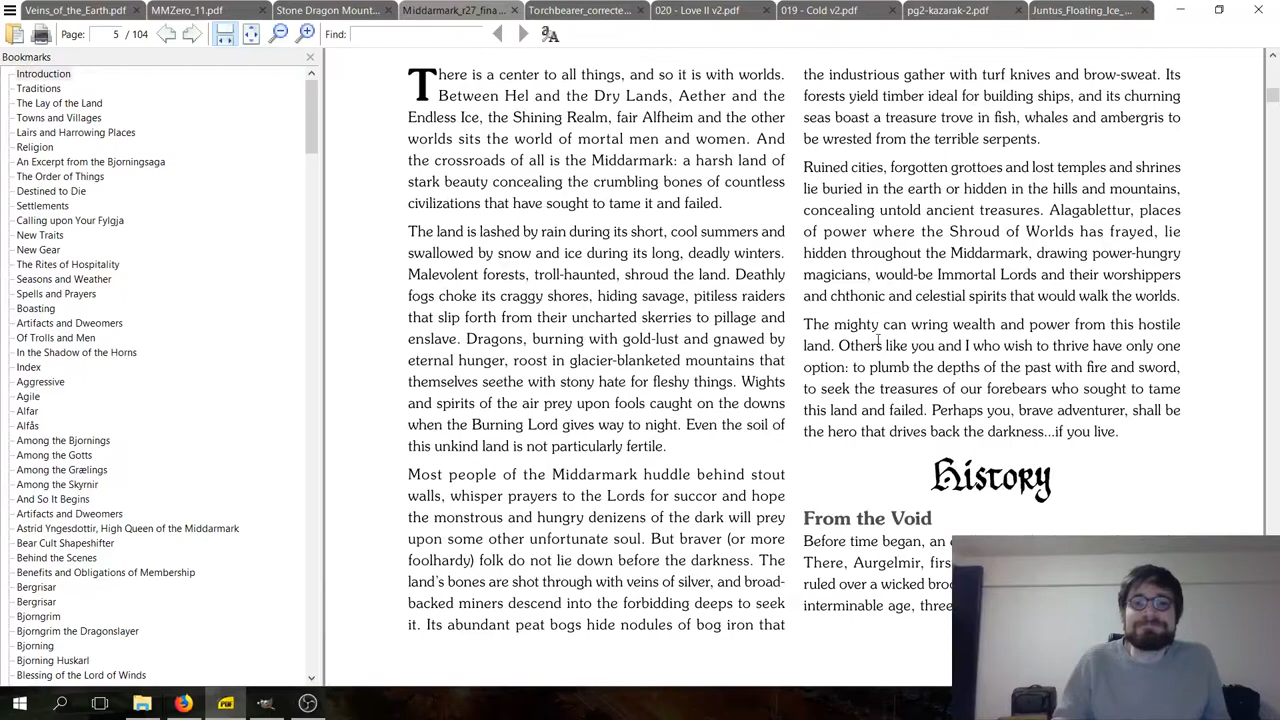 Veins_of_the_Earth.pdf
MMZero_11.pdf
Stone Dragon Mount...
Middarmark_r27_fina...
Torchbearer_correcte...
020 - Love II v2.pdf
019 - Cold v2.pdf
pg2-kazarak-2.pdf
Juntus_Floating_Ice_...
Page: 5 / 104
Find:
Bookmarks
Introduction
Traditions
The Lay of the Land
Towns and Villages
Lairs and Harrowing Places
Religion
An Excerpt from the Bjorningsaga
The Order of Things
Destined to Die
Settlements
Calling upon Your Fylgja
New Traits
New Gear
The Rites of Hospitality
Seasons and Weather
Spells and Prayers
Boasting
Artifacts and Dweomers
Of Trolls and Men
In the Shadow of the Horns
Index
Aggressive
Agile
Alfar
Alfås
Among the Bjornings
Among the Gotts
Among the Grælings
Among the Skyrnir
And So It Begins
Artifacts and Dweomers
Astrid Yngesdottir, High Queen of the Middarmark
Bear Cult Shapeshifter
Behind the Scenes
Benefits and Obligations of Membership
Bergrisar
Bergrisar
Bjorngrim
Bjorngrim the Dragonslayer
Bjorning
Bjorning Huskarl
Blessing of the Lord of Winds
There is a center to all things, and so it is with worlds.
Between Hel and the Dry Lands, Aether and the
Endless Ice, the Shining Realm, fair Alfheim and the other
worlds sits the world of mortal men and women. And
the crossroads of all is the Middarmark: a harsh land of
stark beauty concealing the crumbling bones of countless
civilizations that have sought to tame it and failed.
The land is lashed by rain during its short, cool summers and
swallowed by snow and ice during its long, deadly winters.
Malevolent forests, troll-haunted, shroud the land. Deathly
fogs choke its craggy shores, hiding savage, pitiless raiders
that slip forth from their uncharted skerries to pillage and
enslave. Dragons, burning with gold-lust and gnawed by
eternal hunger, roost in glacier-blanketed mountains that
themselves seethe with stony hate for fleshy things. Wights
and spirits of the air prey upon fools caught on the downs
when the Burning Lord gives way to night. Even the soil of
this unkind land is not particularly fertile.
Most people of the Middarmark huddle behind stout
walls, whisper prayers to the Lords for succor and hope
the monstrous and hungry denizens of the dark will prey
upon some other unfortunate soul. But braver (or more
foolhardy) folk do not lie down before the darkness. The
land's bones are shot through with veins of silver, and broad-
backed miners descend into the forbidding deeps to seek
it. Its abundant peat bogs hide nodules of bog iron that
the industrious gather with turf knives and brow-sweat. Its
forests yield timber ideal for building ships, and its churning
seas boast a treasure trove in fish, whales and ambergris to
be wrested from the terrible serpents.
Ruined cities, forgotten grottoes and lost temples and shrines
lie buried in the earth or hidden in the hills and mountains,
concealing untold ancient treasures. Alagablettur, places
of power where the Shroud of Worlds has frayed, lie
hidden throughout the Middarmark, drawing power-hungry
magicians, would-be Immortal Lords and their worshippers
and chthonic and celestial spirits that would walk the worlds.
The mighty can wring wealth and power from this hostile
land. Others like you and I who wish to thrive have only one
option: to plumb the depths of the past with fire and sword,
to seek the treasures of our forebears who sought to tame
this land and failed. Perhaps you, brave adventurer, shall be
the hero that drives back the darkness...if you live.
History
From the Void
Before time began, an
There, Aurgelmir, firs
ruled over a wicked broo
interminable age, three